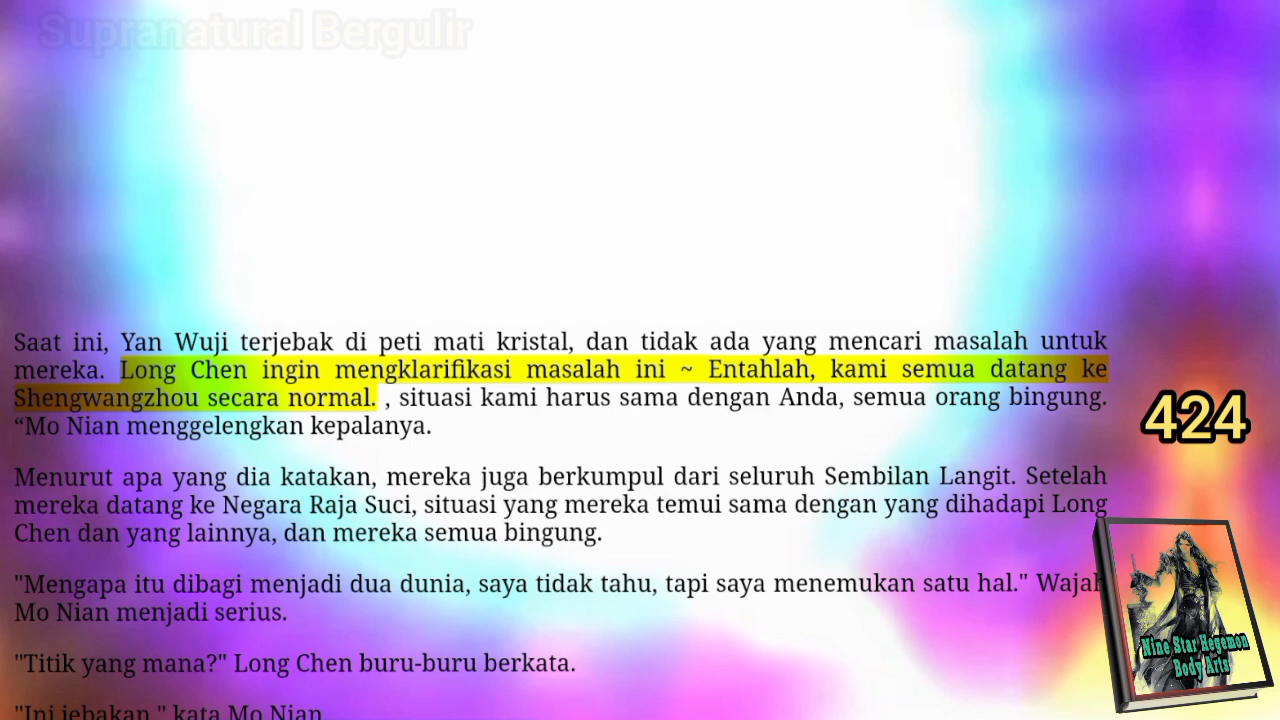 Supranatural Bergulir
Saat ini, Yan Wuji terjebak di peti mati kristal, dan tidak ada yang mencari masalah untuk
mereka. Long Chen ingin mengklarifikasi masalah ini ~ Entahlah, kami semua datang ke
Shengwangzhou secara normal. , situasi kami harus sama dengan Anda, semua orang bingung.
“Mo Nian menggelengkan kepalanya.
Menurut apa yang dia katakan, mereka juga berkumpul dari seluruh Sembilan Langit. Setelah
mereka datang ke Negara Raja Suci, situasi yang mereka temui sama dengan yang dihadapi Long
Chen dan yang lainnya, dan mereka semua bingung.
"Mengapa itu dibagi menjadi dua dunia, saya tidak tahu, tapi saya menemukan satu hal." Wajah
Mo Nian menjadi serius.
"Titik yang mana?" Long Chen buru-buru berkata.
"Ini jebakan," kata Mo Nian
424
Nine Star Hegemon
Body Arts